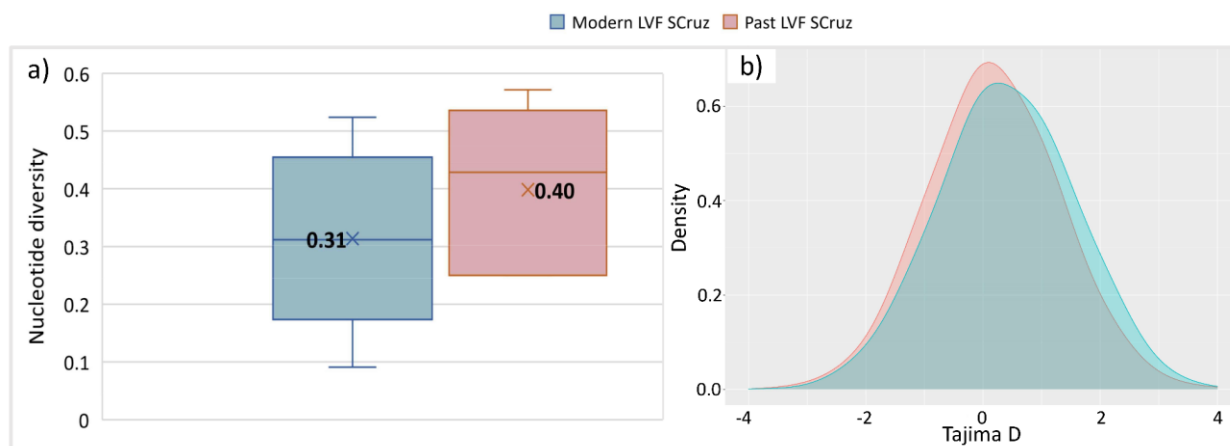 Modern LVF SCruz Past LVF SCruz
a)
0.6
0.5
0.4
0.3
0.2
0.1
0
Nucleotide diversity
0.31
0.40
b)
0.6
0.4
0.2
0.0
Density
-4 -2 0 2 4
Tajima D